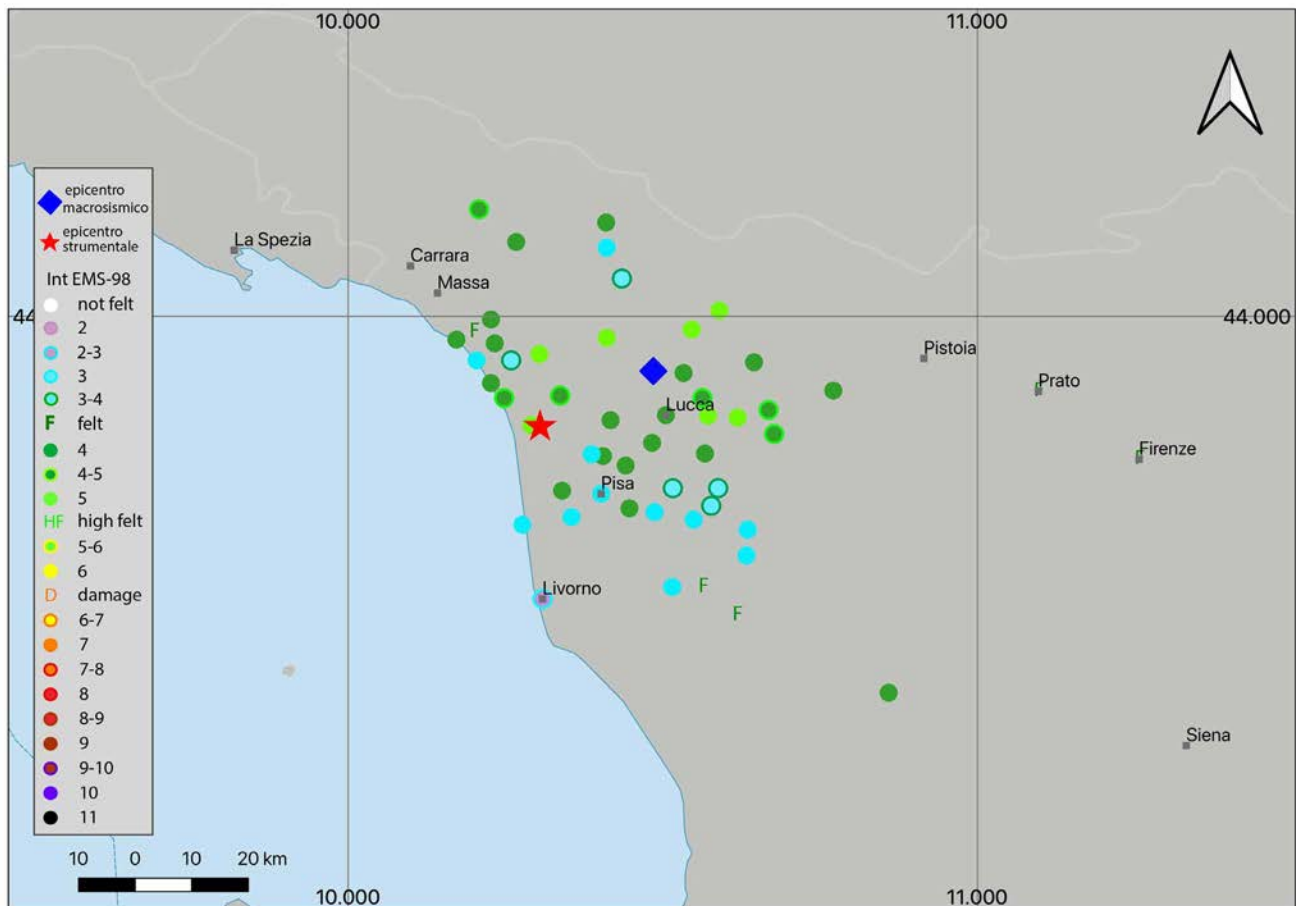 10.000
11.000
epicentro
macrosismico
epicentro
strumentale
Int EMS-98
not felt
2
2-3
3
3-4
F felt
4
4-5
5
HF high felt
5-6
6
D damage
6-7
7
7-8
8
8-9
9
9-10
10
11
La Spezia
Carrara
Massa
44
44.000
F
Pistoia
Prato
Lucca
Firenze
Pisa
Livorno
F
F
Siena
10 0 10 20 km
10.000
11.000